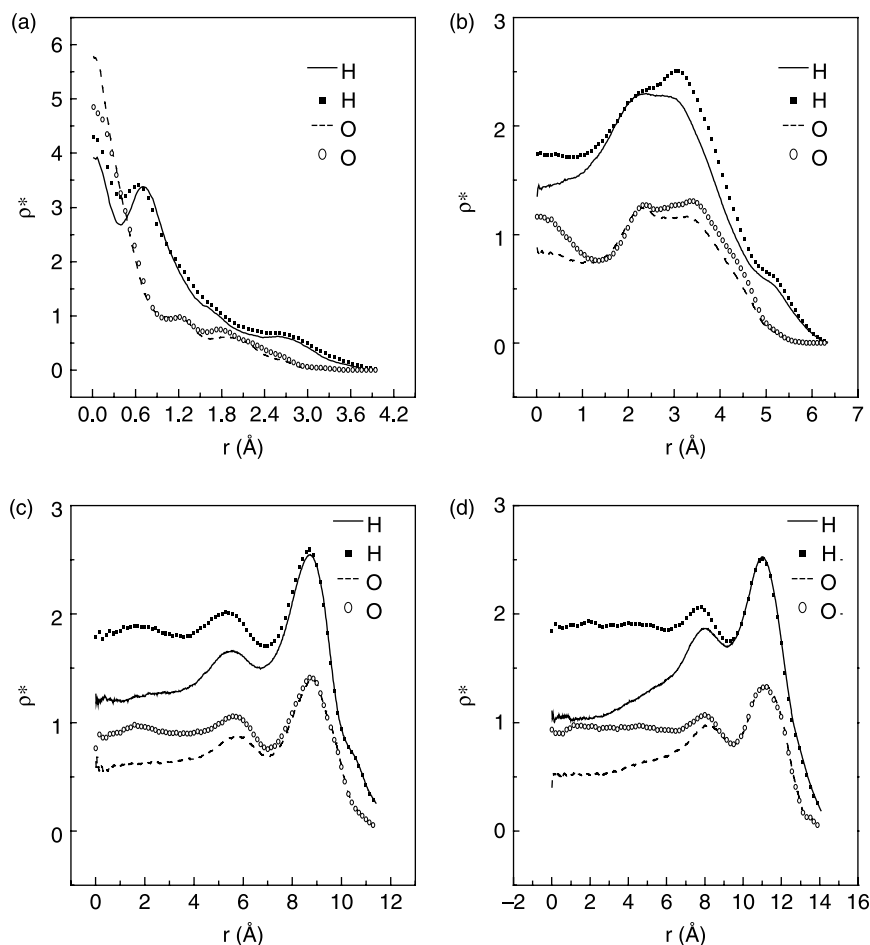 (a)
6
5
4
3
2
1
0
ρ*
H
H
O
O
0.0 0.6 1.2 1.8 2.4 3.0 3.6 4.2
r (Å)
(b)
3
2
1
0
ρ*
H
H
O
O
0 1 2 3 4 5 6 7
r (Å)
(c)
3
2
1
0
ρ*
H
H
O
O
0 2 4 6 8 10 12
r (Å)
(d)
3
2
1
0
ρ*
H
H
O
O
−2 0 2 4 6 8 10 12 14 16
r (Å)